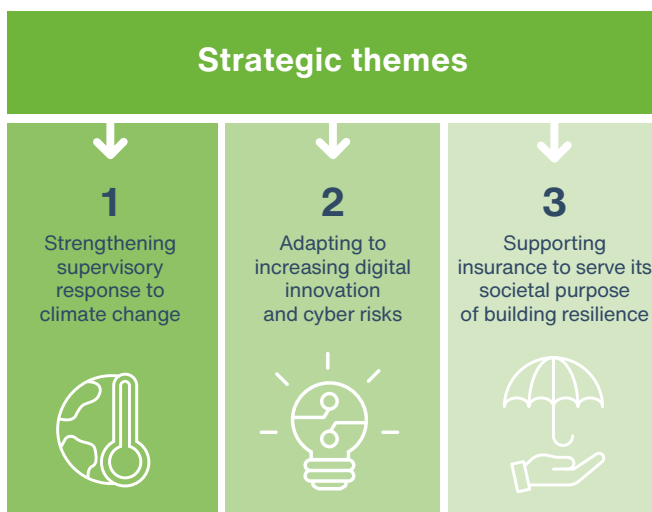 Strategic themes
1
Strengthening
supervisory
response to
climate change
2
Adapting to
increasing digital
innovation
and cyber risks
3
Supporting
insurance to serve its
societal purpose
of building resilience